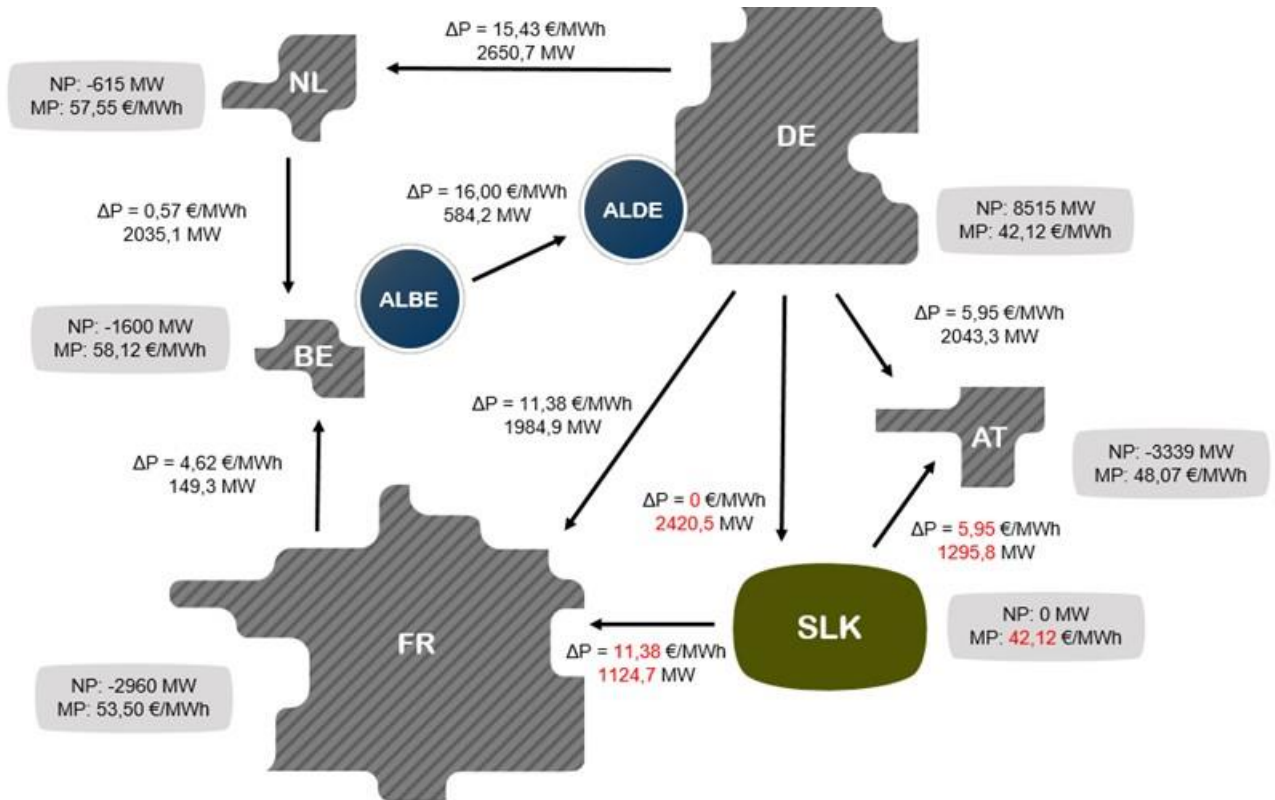 ΔP = 15,43 €/MWh
2650,7 MW
NL
NP: -615 MW
MP: 57,55 €/MWh
DE
ΔP = 16,00 €/MWh
584,2 MW
ALDE
NP: 8515 MW
MP: 42,12 €/MWh
ΔP = 0,57 €/MWh
2035,1 MW
ALBE
NP: -1600 MW
MP: 58,12 €/MWh
BE
ΔP = 5,95 €/MWh
2043,3 MW
ΔP = 11,38 €/MWh
1984,9 MW
AT
NP: -3339 MW
MP: 48,07 €/MWh
ΔP = 4,62 €/MWh
149,3 MW
ΔP = 0 €/MWh
2420,5 MW
ΔP = 5,95 €/MWh
1295,8 MW
SLK
NP: 0 MW
MP: 42,12 €/MWh
FR
ΔP = 11,38 €/MWh
1124,7 MW
NP: -2960 MW
MP: 53,50 €/MWh